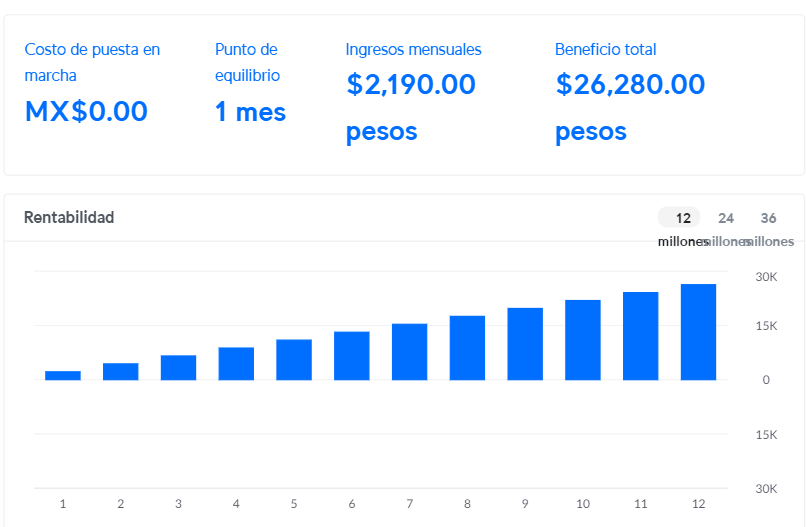 Costo de puesta en
marcha
MX$0.00
Punto de
equilibrio
1 mes
Ingresos mensuales
$2,190.00
pesos
Beneficio total
$26,280.00
pesos
Rentabilidad
12
millones
24
millones
36
millones
30K
15K
0
15K
30K
1 2 3 4 5 6 7 8 9 10 11 12